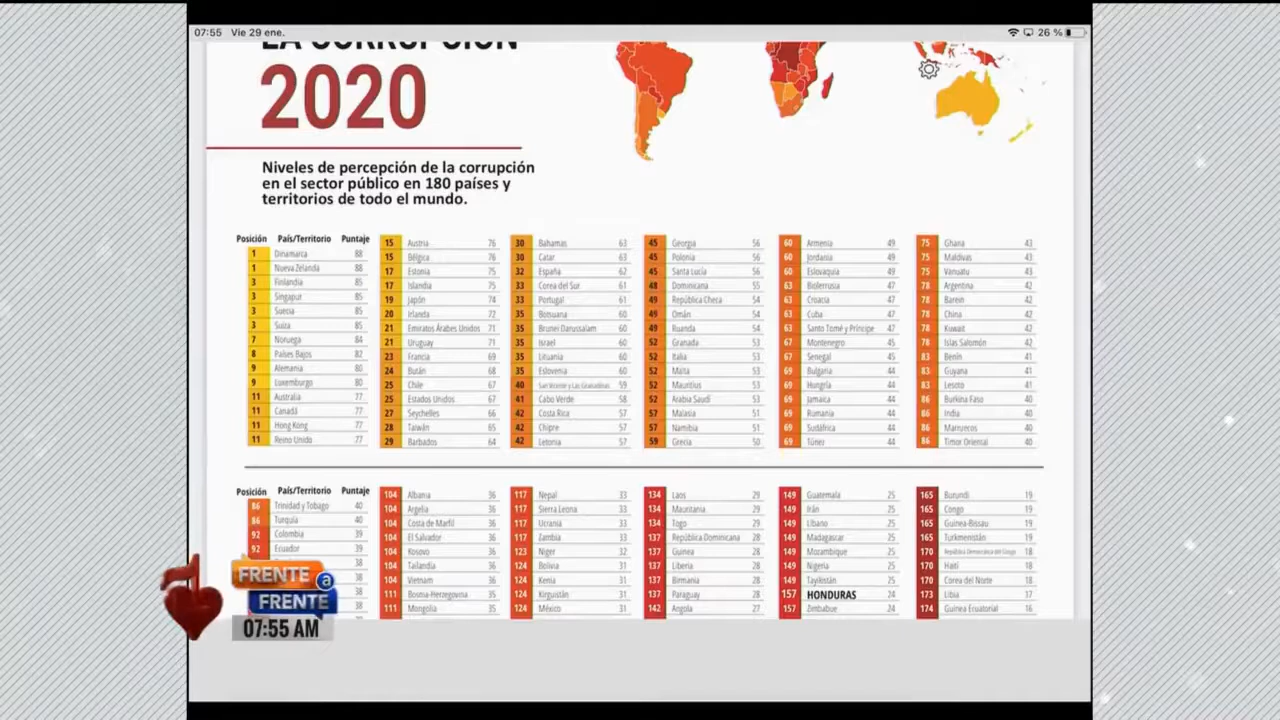 07:55 Vie 29 ene. 26 %
LA CORRUPCIÓN
2020
Niveles de percepción de la corrupción
en el sector público en 180 países y
territorios de todo el mundo.
Posición País/Territorio Puntaje
1 Dinamarca 88
1 Nueva Zelanda 88
3 Finlandia 85
3 Singapur 85
3 Suecia 85
3 Suiza 85
7 Noruega 84
8 Países Bajos 82
9 Alemania 80
9 Luxemburgo 80
11 Australia 77
11 Canadá 77
11 Hong Kong 77
11 Reino Unido 77
15 Austria 76
15 Bélgica 76
17 Estonia 75
17 Islandia 75
19 Japón 74
20 Irlanda 72
21 Emiratos Árabes Unidos 71
21 Uruguay 71
23 Francia 69
24 Bután 68
25 Chile 67
25 Estados Unidos 67
27 Seychelles 66
28 Taiwán 65
29 Barbados 64
30 Bahamas 63
30 Catar 63
32 España 62
33 Corea del Sur 61
33 Portugal 61
35 Botsuana 60
35 Brunei Darussalam 60
35 Israel 60
35 Lituania 60
35 Eslovenia 60
40 San Vicente y Las Granadinas 59
41 Cabo Verde 58
42 Costa Rica 57
42 Chipre 57
42 Letonia 57
45 Georgia 56
45 Polonia 56
45 Santa Lucía 56
48 Dominicana 55
49 República Checa 54
49 Omán 54
49 Ruanda 54
52 Granada 53
52 Italia 53
52 Malta 53
52 Mauritius 53
52 Arabia Saudí 53
57 Malasia 51
57 Namibia 51
59 Grecia 50
60 Armenia 49
60 Jordania 49
60 Eslovaquia 49
63 Bielorrusia 47
63 Croacia 47
63 Cuba 47
63 Santo Tomé y Príncipe 47
67 Montenegro 45
67 Senegal 45
69 Bulgaria 44
69 Hungría 44
69 Jamaica 44
69 Rumania 44
69 Sudáfrica 44
69 Túnez 44
75 Ghana 43
75 Maldivas 43
75 Vanuatu 43
78 Argentina 42
78 Barein 42
78 China 42
78 Kuwait 42
78 Islas Salomón 42
83 Benín 41
83 Guyana 41
83 Lesoto 41
86 Burkina Faso 40
86 India 40
86 Marruecos 40
86 Timor Oriental 40
Posición País/Territorio Puntaje
86 Trinidad y Tobago 40
86 Turquía 40
92 Colombia 39
92 Ecuador 39
38
38
38
38
104 Albania 36
104 Argelia 36
104 Costa de Marfil 36
104 El Salvador 36
104 Kosovo 36
104 Tailandia 36
104 Vietnam 36
111 Bosnia-Herzegovina 35
111 Mongolia 35
117 Nepal 33
117 Sierra Leona 33
117 Ucrania 33
117 Zambia 33
123 Niger 32
124 Bolivia 31
124 Kenia 31
124 Kirguistán 31
124 México 31
134 Laos 29
134 Mauritania 29
134 Togo 29
137 República Dominicana 28
137 Guinea 28
137 Liberia 28
137 Birmania 28
137 Paraguay 28
142 Angola 27
149 Guatemala 25
149 Irán 25
149 Líbano 25
149 Madagascar 25
149 Mozambique 25
149 Nigeria 25
149 Tayikistán 25
157 HONDURAS 24
157 Zimbabue 24
165 Burundi 19
165 Congo 19
165 Guinea-Bissau 19
165 Turkmenistán 19
170 República Democrática del Congo 18
170 Haití 18
170 Corea del Norte 18
173 Libia 17
174 Guinea Ecuatorial 16
FRENTE a
FRENTE
07:55 AM